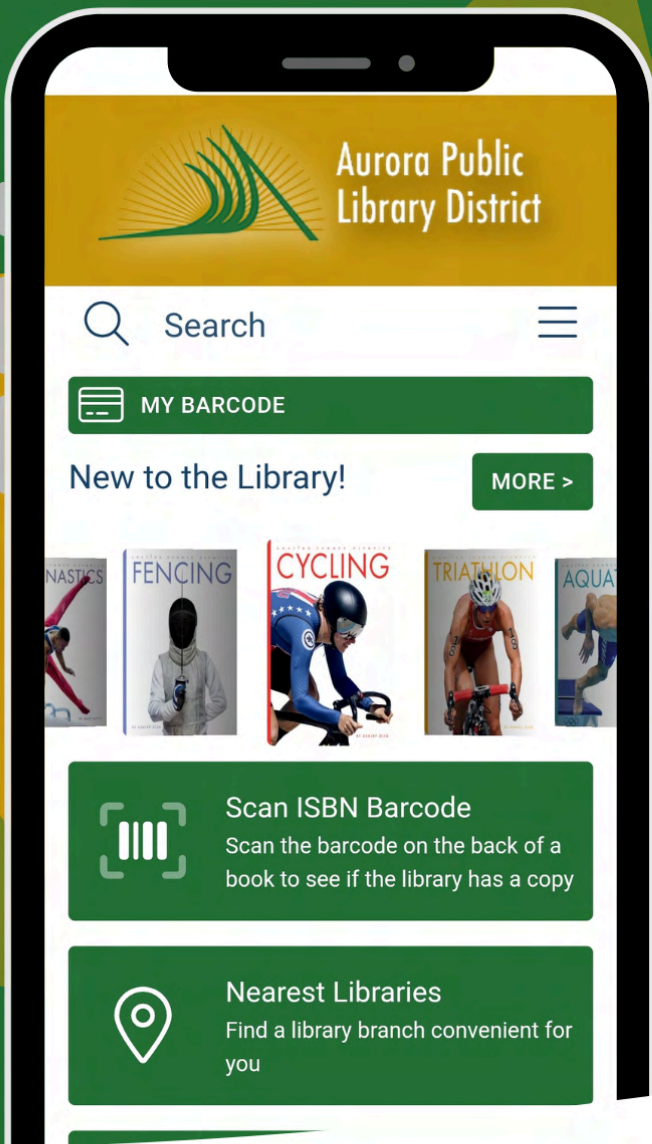 Aurora Public
Library District
Search
MY BARCODE
New to the Library!
MORE >
NASTICS
FENCING
CYCLING
TRIATHLON
AQUAT
Scan ISBN Barcode
Scan the barcode on the back of a
book to see if the library has a copy
Nearest Libraries
Find a library branch convenient for
you